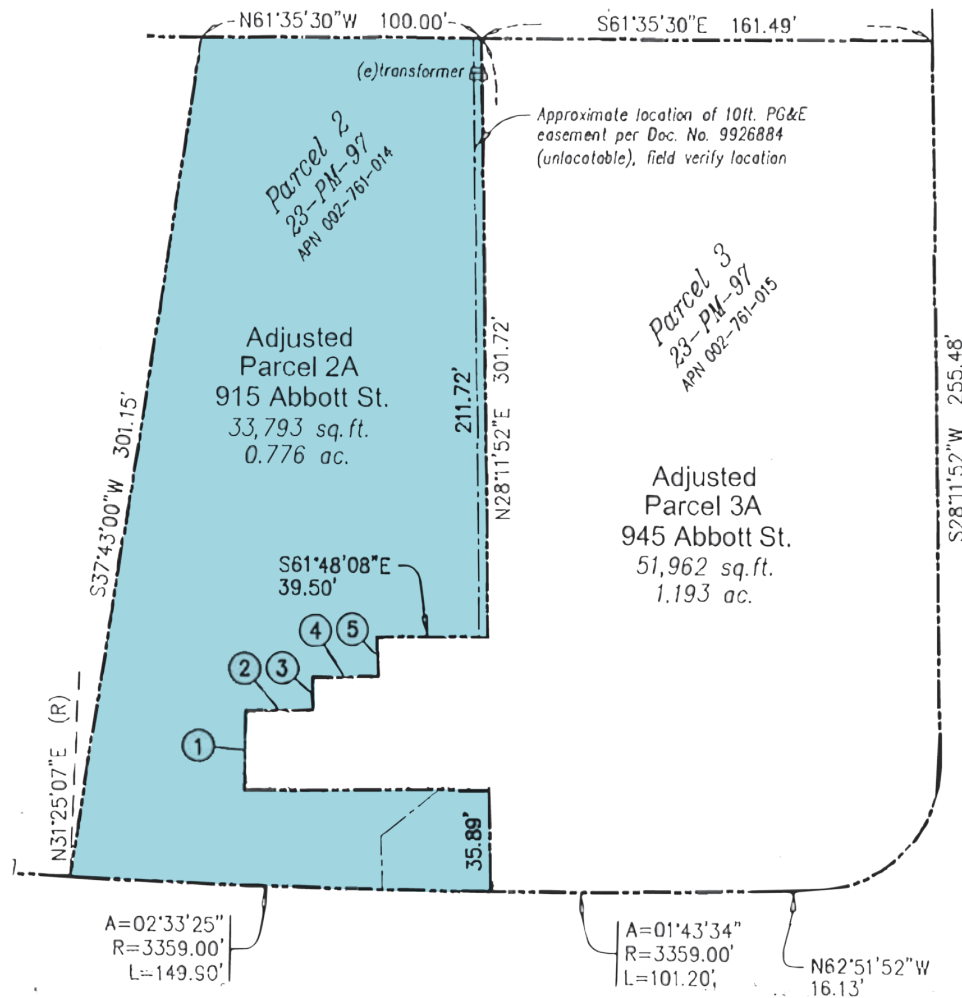 N61°35'30"W 100.00'
S61°35'30"E 161.49'
(e)transformer
Approximate location of 10ft. PG&E
easement per Doc. No. 9926884
(unlocatable), field verify location
Parcel 2
23-PM-97
APN 002-761-014
Parcel 3
23-PM-97
APN 002-761-015
Adjusted
Parcel 2A
915 Abbott St.
33,793 sq.ft.
0.776 ac.
S37°43'00"W 301.15'
211.72'
N28°11'52"E 301.72'
S28°11'52"W 255.48'
Adjusted
Parcel 3A
945 Abbott St.
51,962 sq.ft.
1.193 ac.
S61°48'08"E
39.50'
4
5
2
3
1
N31°25'07"E (R)
35.89'
A=02°33'25"
R=3359.00'
L=149.90'
A=01°43'34"
R=3359.00'
L=101.20'
N62°51'52"W
16.13'